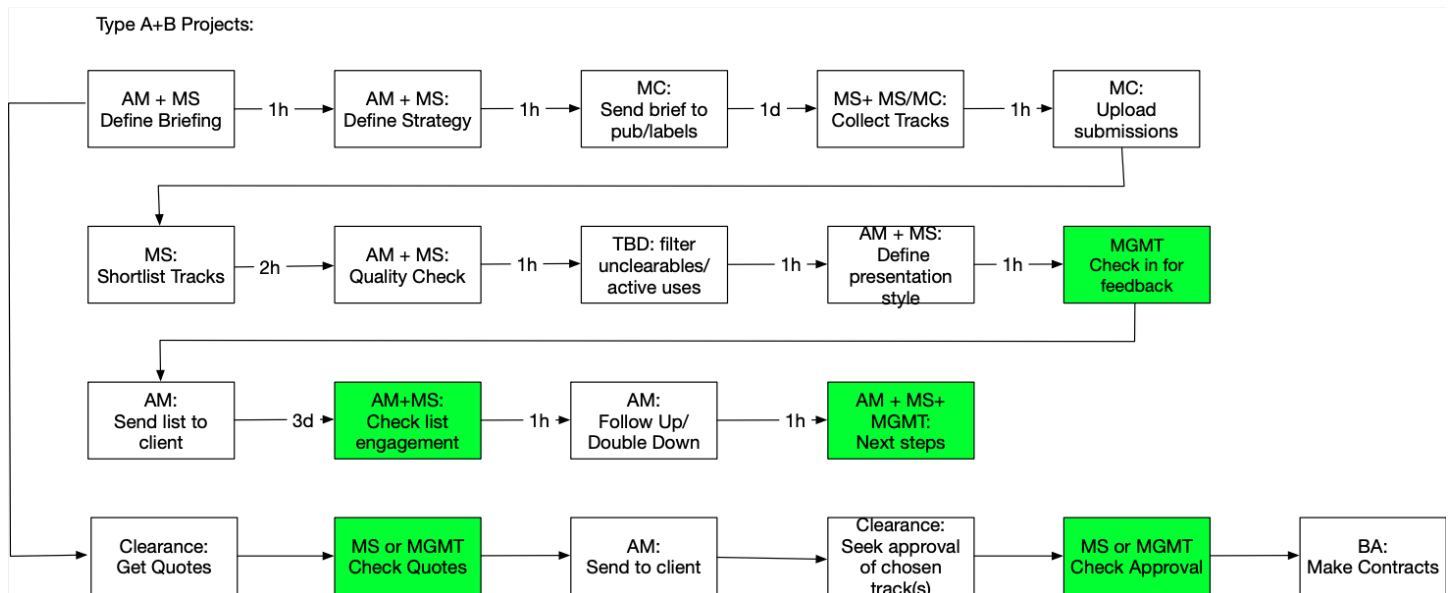 Type A+B Projects:
AM + MS
Define Briefing
1h
AM + MS:
Define Strategy
1h
MC:
Send brief to
pub/labels
1d
MS+ MS/MC:
Collect Tracks
1h
MC:
Upload
submissions
MS:
Shortlist Tracks
2h
AM + MS:
Quality Check
1h
TBD: filter
unclearables/
active uses
1h
AM + MS:
Define
presentation
style
1h
MGMT
Check in for
feedback
AM:
Send list to
client
3d
AM+MS:
Check list
engagement
1h
AM:
Follow Up/
Double Down
1h
AM + MS+
MGMT:
Next steps
Clearance:
Get Quotes
MS or MGMT
Check Quotes
AM:
Send to client
Clearance:
Seek approval
of chosen
track(s)
MS or MGMT
Check Approval
BA:
Make Contracts